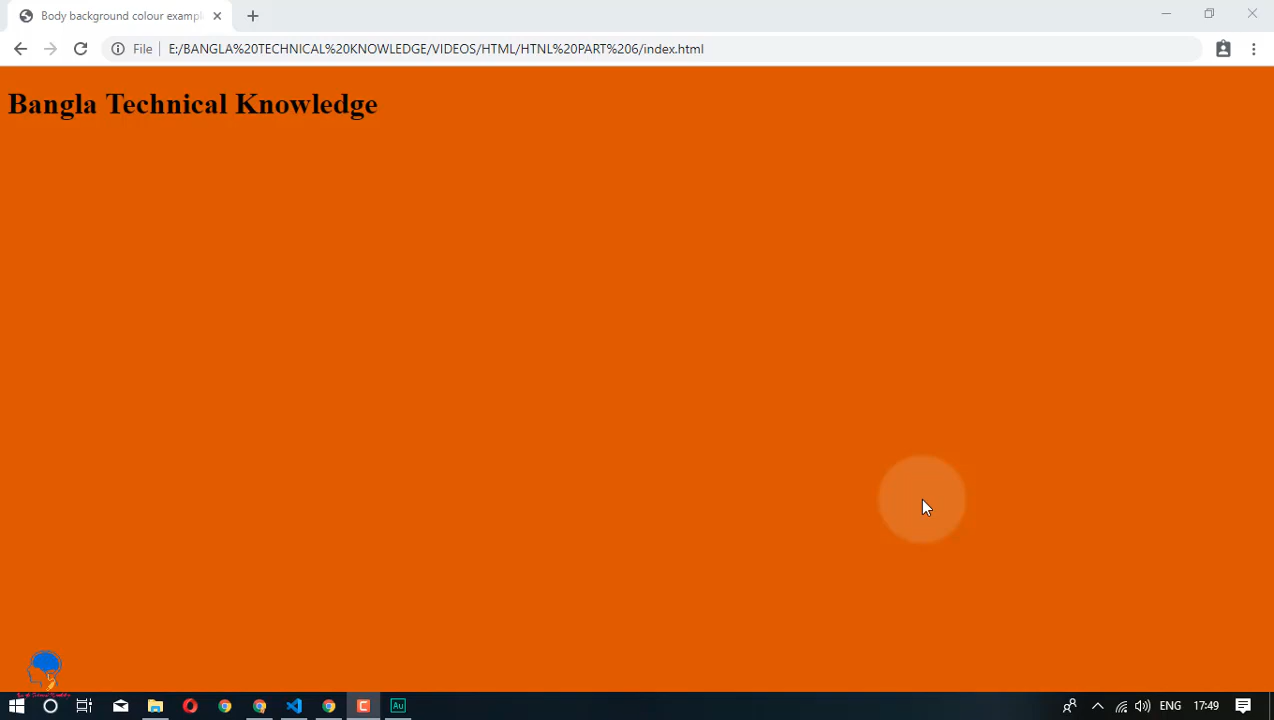 Body background colour exampl
File
E:/BANGLA%20TECHNICAL%20KNOWLEDGE/VIDEOS/HTML/HTNL%20PART%206/index.html
Bangla Technical Knowledge
Au
ENG
17:49